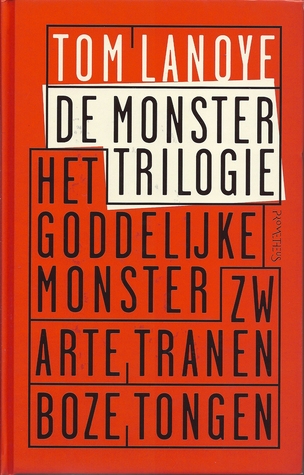 TOM LANOYE
DE MONSTER
TRILOGIE
HET
GODDELIJKE
MONSTER
ZW
ARTE TRANEN
BOZE TONGEN
PROMETHEUS